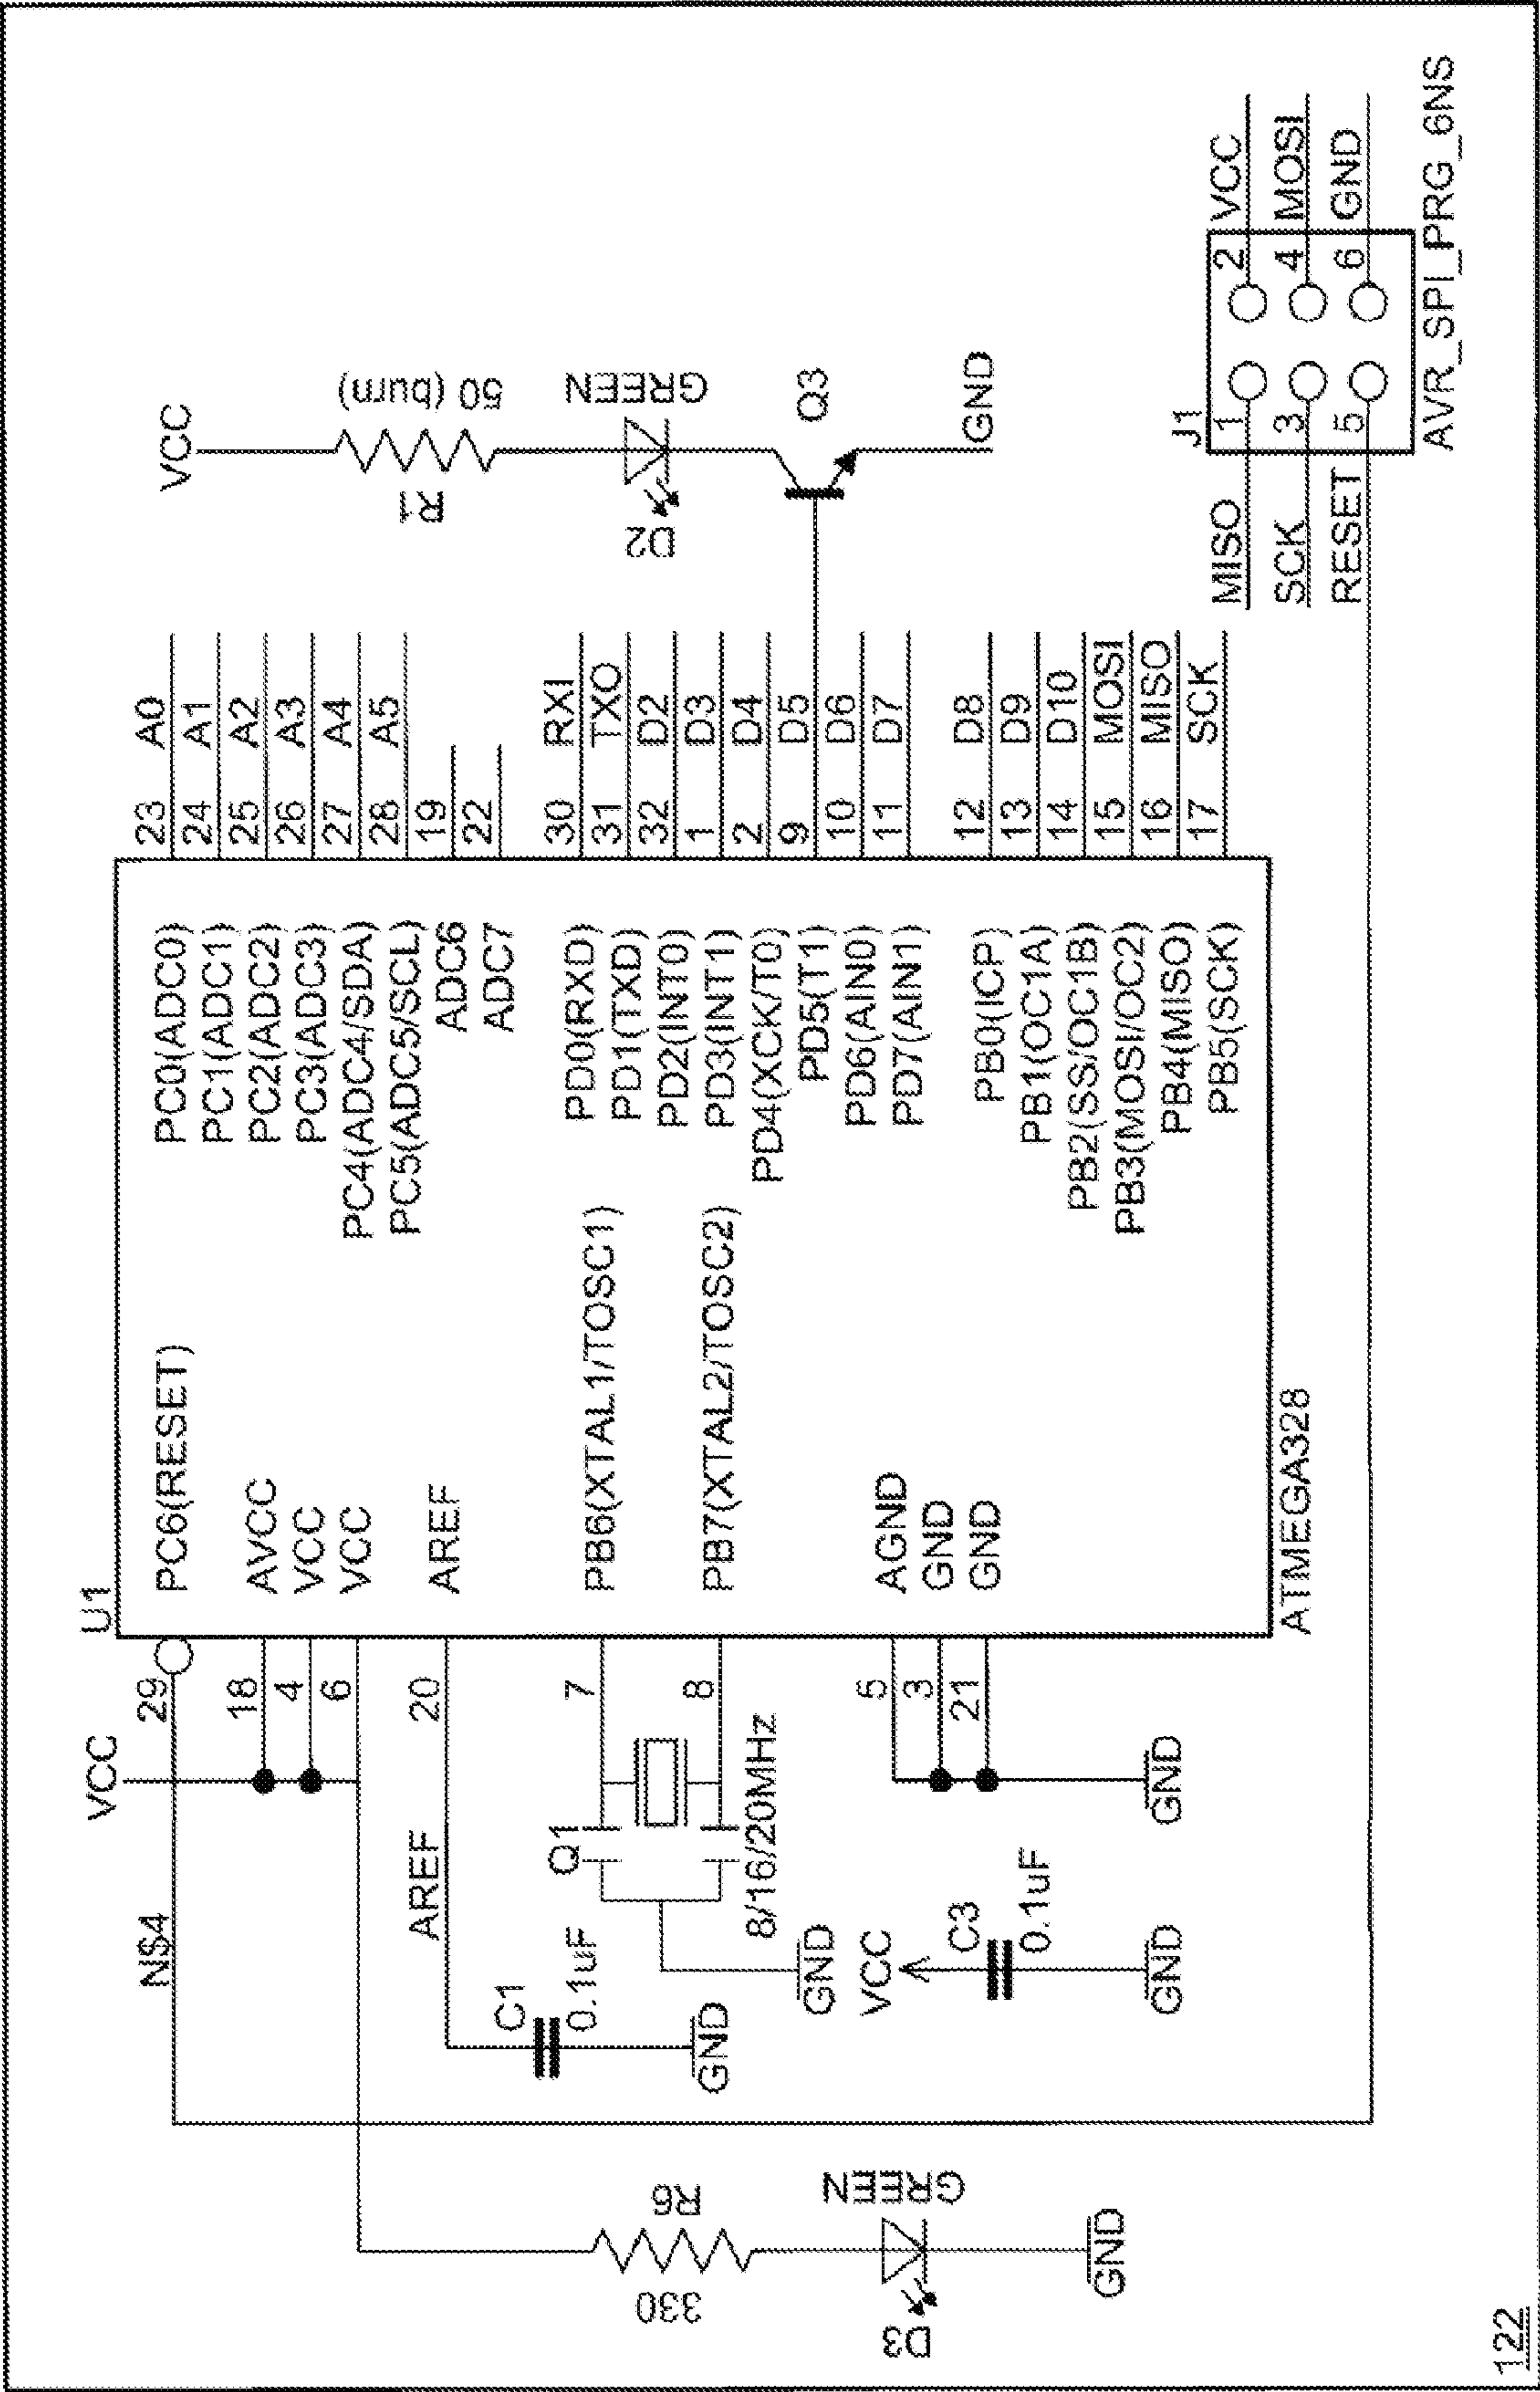 VCC
N$4
29
PC6(RESET)
U1
18
AVCC
4
VCC
6
VCC
AREF
20
AREF
C1
0.1uF
GND
Q1
7
PB6(XTAL1/TOSC1)
8
PB7(XTAL2/TOSC2)
8/16/20MHz
GND
VCC
C3
0.1uF
GND
5
AGND
3
GND
21
GND
GND
ATMEGA328
R6
330
GREEN
D3
GND
PC0(ADC0)
23
A0
PC1(ADC1)
24
A1
PC2(ADC2)
25
A2
PC3(ADC3)
26
A3
PC4(ADC4/SDA)
27
A4
PC5(ADC5/SCL)
28
A5
ADC6
19
ADC7
22
PD0(RXD)
30
RXI
PD1(TXD)
31
TXO
PD2(INT0)
32
D2
PD3(INT1)
1
D3
PD4(XCK/T0)
2
D4
PD5(T1)
9
D5
PD6(AIN0)
10
D6
PD7(AIN1)
11
D7
PB0(ICP)
12
D8
PB1(OC1A)
13
D9
PB2(SS/OC1B)
14
D10
PB3(MOSI/OC2)
15
MOSI
PB4(MISO)
16
MISO
PB5(SCK)
17
SCK
VCC
R1
50 (burn)
GREEN
D2
Q3
GND
J1
MISO
1
2
VCC
SCK
3
4
MOSI
RESET
5
6
GND
AVR_SPI_PRG_6NS
122